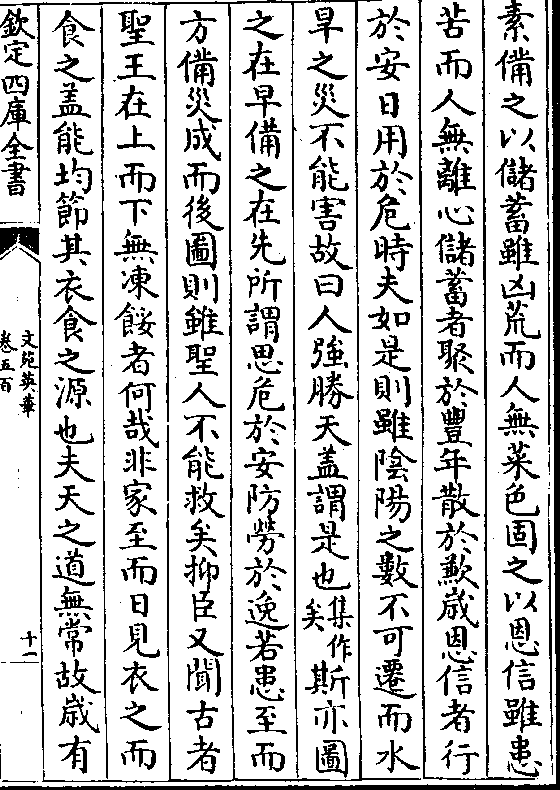 素備之以儲蓄雖凶荒而人無菜色固之以恩信雖患
苦而人無離心儲蓄者聚於豐年散於歉嵗恩信者行
於安日用於危時夫如是則雖陰陽之數不可遷而水
旱之災不能害故曰人強勝天盖謂是也集作矣斯亦圖
之在早備之在先所謂思危於安防勞於逸若患至而
方備災成而後圖則雖聖人不能救矣抑臣又聞古者
聖王在上而下無凍餒者何哉非家至而日見衣之而
食之盖能均節其衣食之源也夫天之道無常故嵗有
欽定四庫全書
文苑英華
卷五百
十一